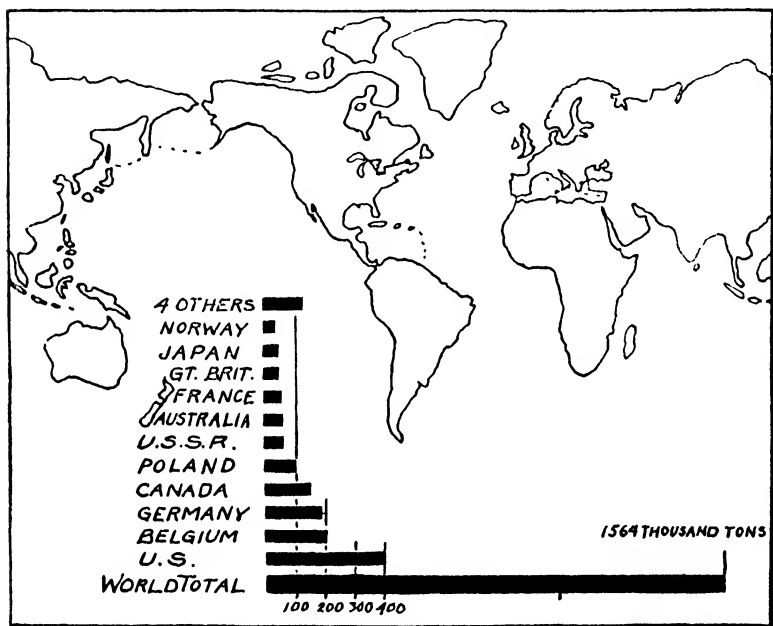 4 OTHERS
NORWAY
JAPAN
GT. BRIT.
FRANCE
AUSTRALIA
U.S.S.R.
POLAND
CANADA
GERMANY
BELGIUM
1564 THOUSAND TONS
U.S.
WORLD TOTAL
100 200 300 400